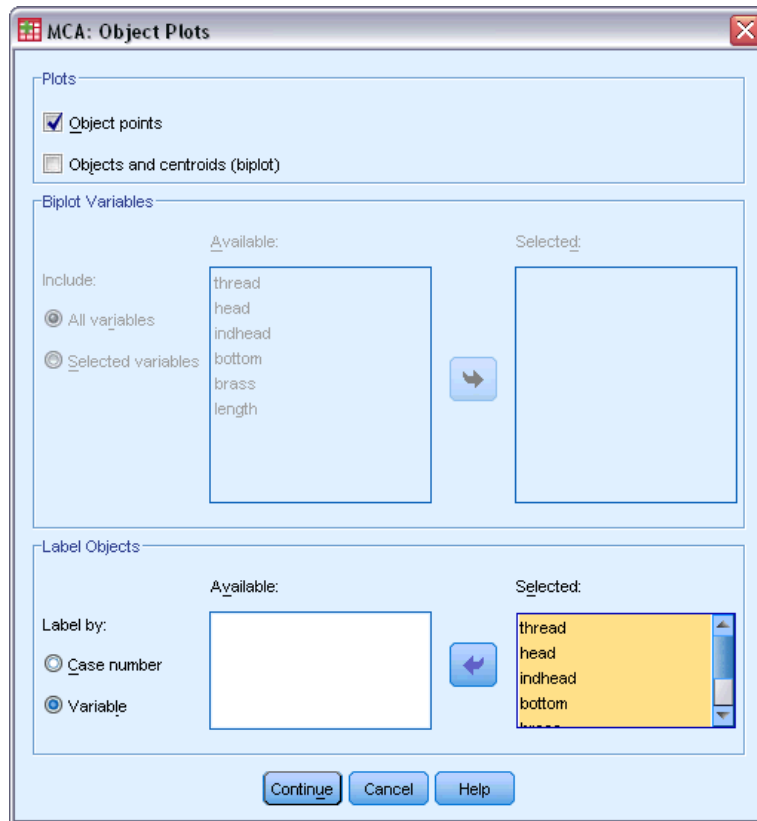 MCA: Object Plots
Plots
Object points
Objects and centroids (biplot)
Biplot Variables
Available:
Selected:
Include:
All variables
Selected variables
thread
head
indhead
bottom
brass
length
Label Objects
Available:
Selected:
Label by:
Case number
Variable
thread
head
indhead
bottom
brass
Continue
Cancel
Help